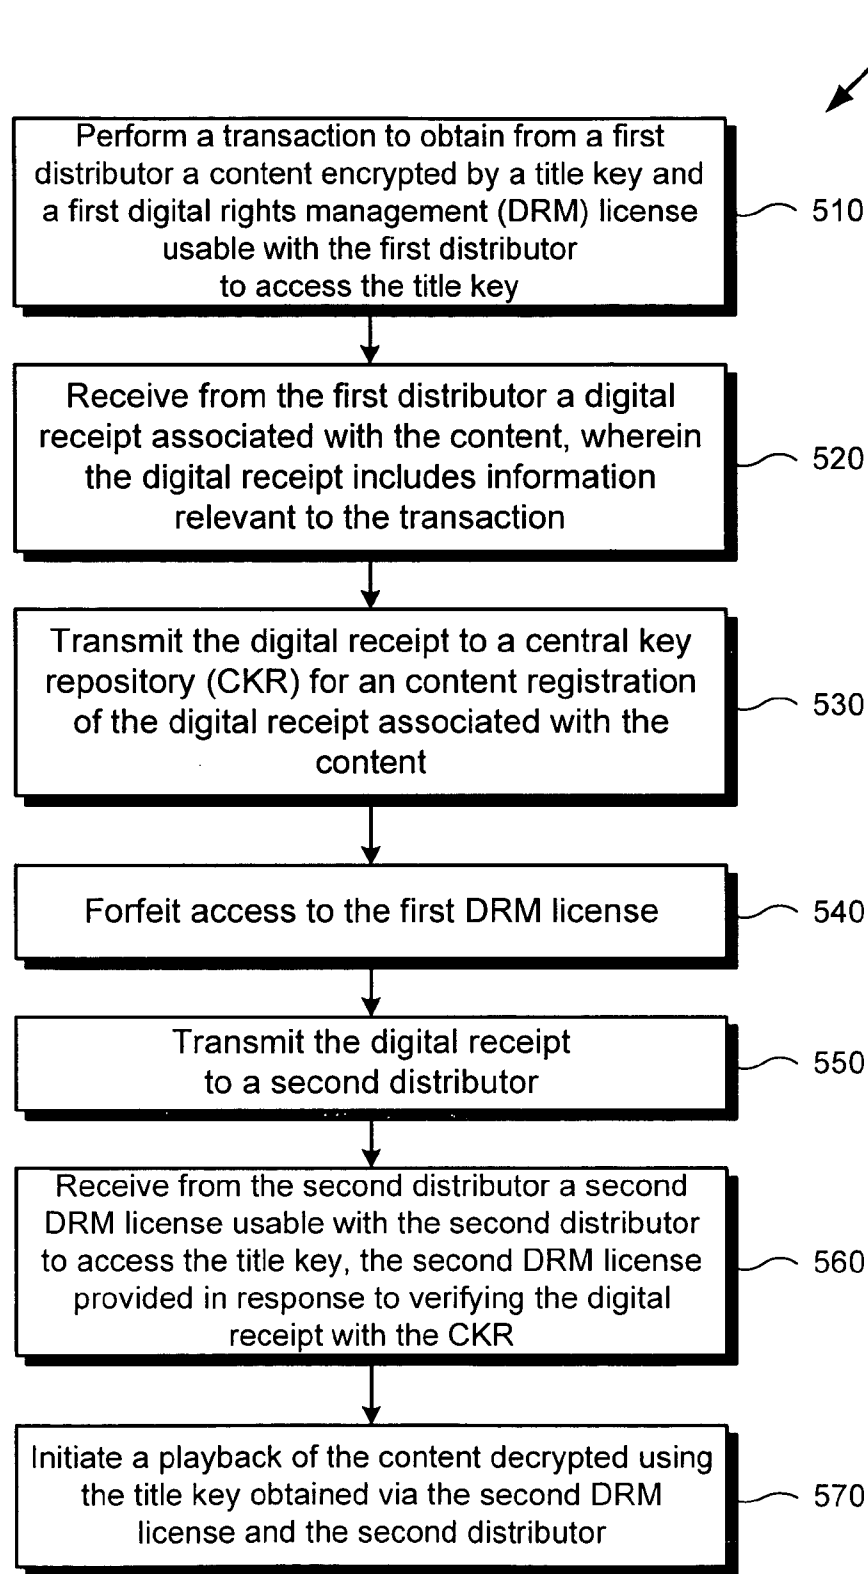 Perform a transaction to obtain from a first
distributor a content encrypted by a title key and
a first digital rights management (DRM) license
usable with the first distributor
to access the title key
510
Receive from the first distributor a digital
receipt associated with the content, wherein
the digital receipt includes information
relevant to the transaction
520
Transmit the digital receipt to a central key
repository (CKR) for an content registration
of the digital receipt associated with the
content
530
Forfeit access to the first DRM license
540
Transmit the digital receipt
to a second distributor
550
Receive from the second distributor a second
DRM license usable with the second distributor
to access the title key, the second DRM license
provided in response to verifying the digital
receipt with the CKR
560
Initiate a playback of the content decrypted using
the title key obtained via the second DRM
license and the second distributor
570